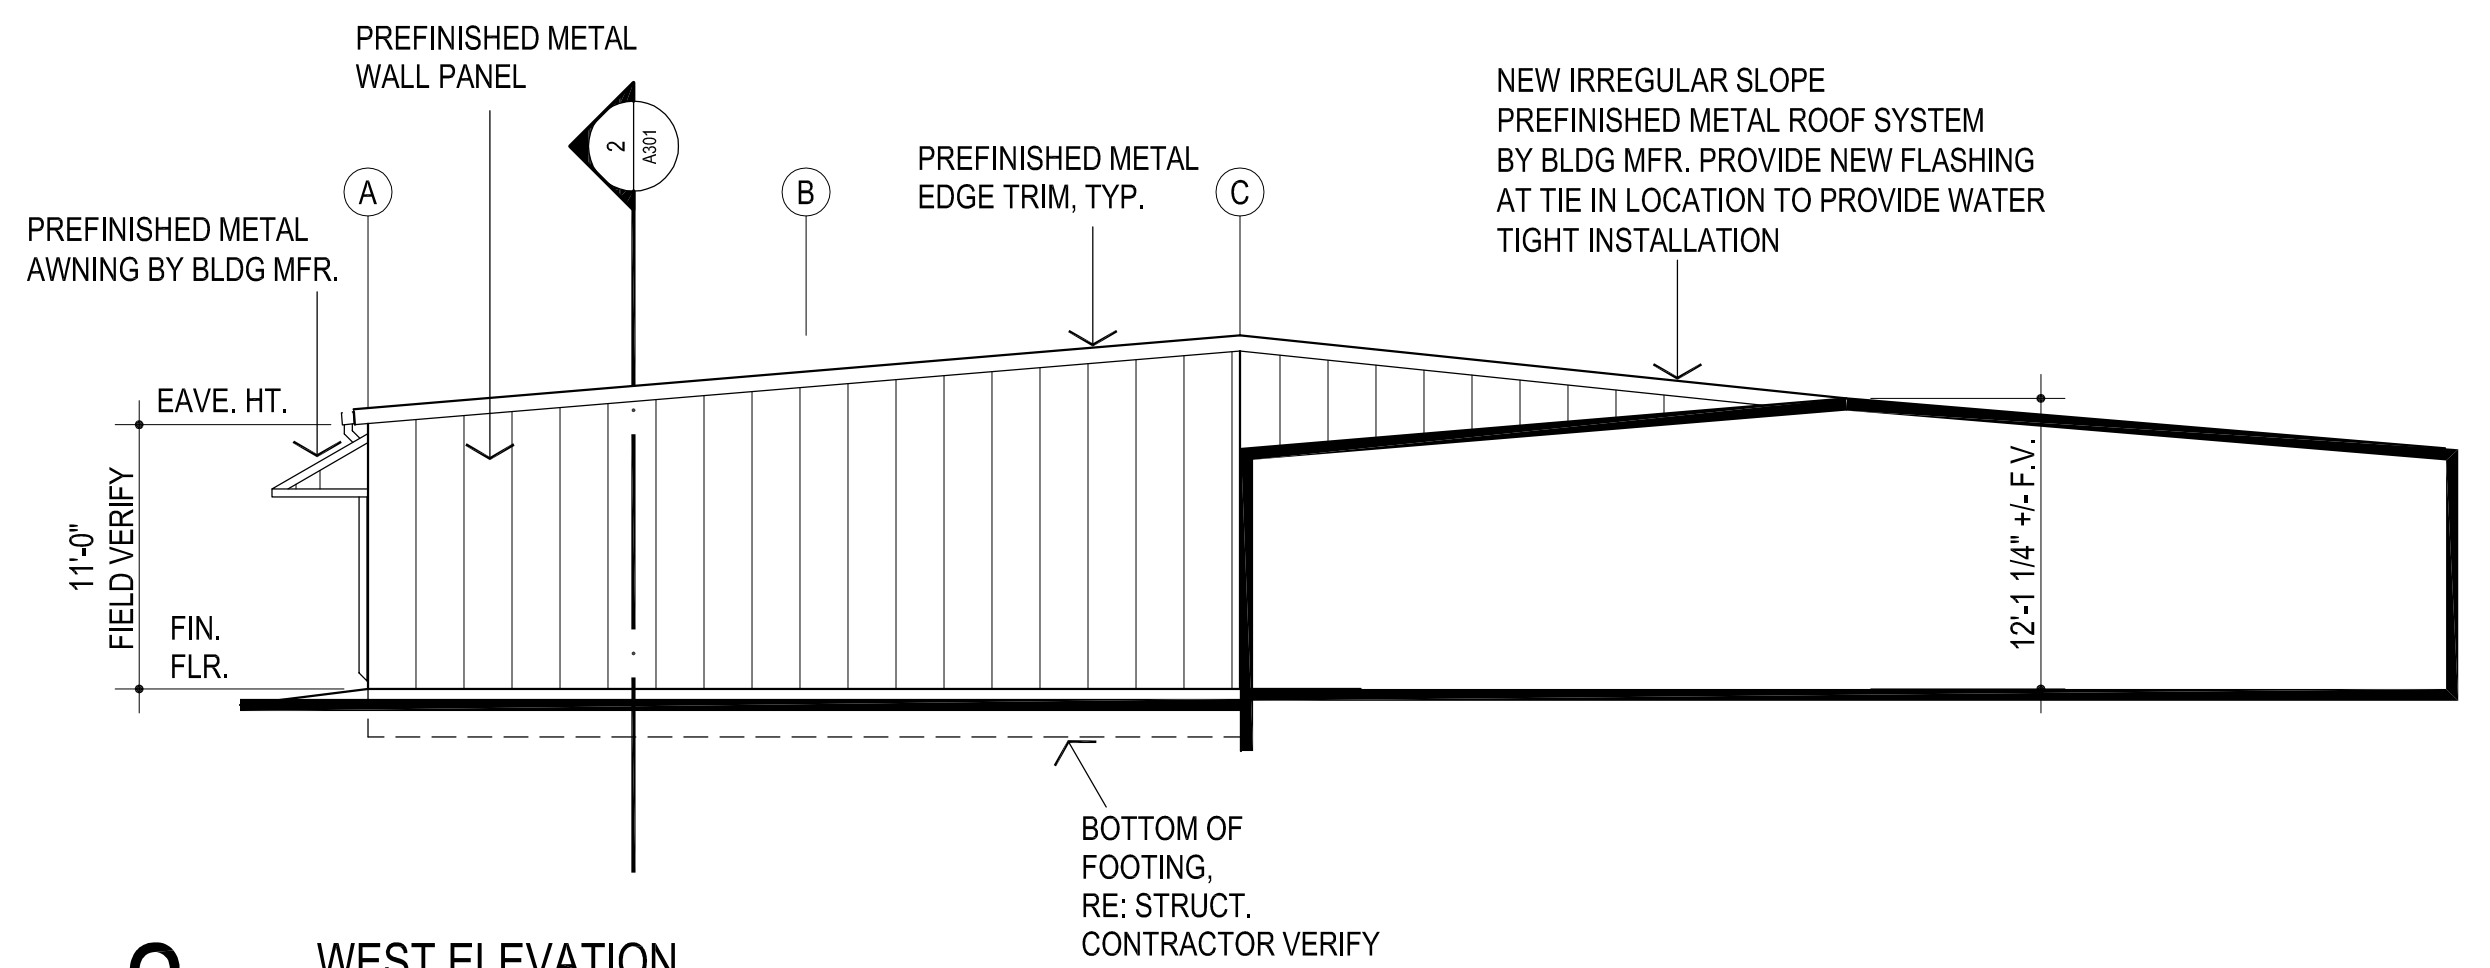 PREFINISHED METAL
WALL PANEL
2
A301
NEW IRREGULAR SLOPE
PREFINISHED METAL ROOF SYSTEM
BY BLDG MFR. PROVIDE NEW FLASHING
AT TIE IN LOCATION TO PROVIDE WATER
TIGHT INSTALLATION
PREFINISHED METAL
EDGE TRIM, TYP.
A
B
C
PREFINISHED METAL
AWNING BY BLDG MFR.
EAVE. HT.
11'-0"
FIELD VERIFY
FIN.
FLR.
12'-1 1/4" +/- F.V.
BOTTOM OF
FOOTING,
RE: STRUCT.
CONTRACTOR VERIFY
WEST ELEVATION